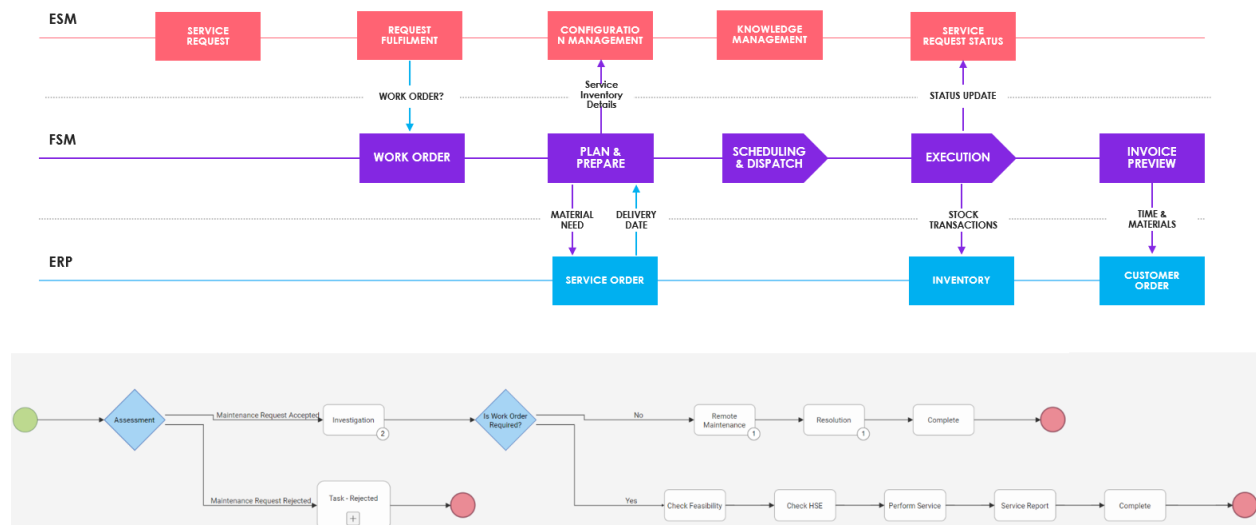 ESM
SERVICE
REQUEST
REQUEST
FULFILMENT
CONFIGURATIO
N MANAGEMENT
KNOWLEDGE
MANAGEMENT
SERVICE
REQUEST STATUS
WORK ORDER?
Service
Inventory
Details
STATUS UPDATE
FSM
WORK ORDER
PLAN &
PREPARE
SCHEDULING
& DISPATCH
EXECUTION
INVOICE
PREVIEW
MATERIAL
NEED
DELIVERY
DATE
STOCK
TRANSACTIONS
TIME &
MATERIALS
ERP
SERVICE ORDER
INVENTORY
CUSTOMER
ORDER
Assessment
Maintenance Request Accepted
Investigation
2
Is Work Order
Required?
No
Remote
Maintenance
1
Resolution
1
Complete
Maintenance Request Rejected
Task - Rejected
Yes
Check Feasibility
Check HSE
Perform Service
Service Report
Complete